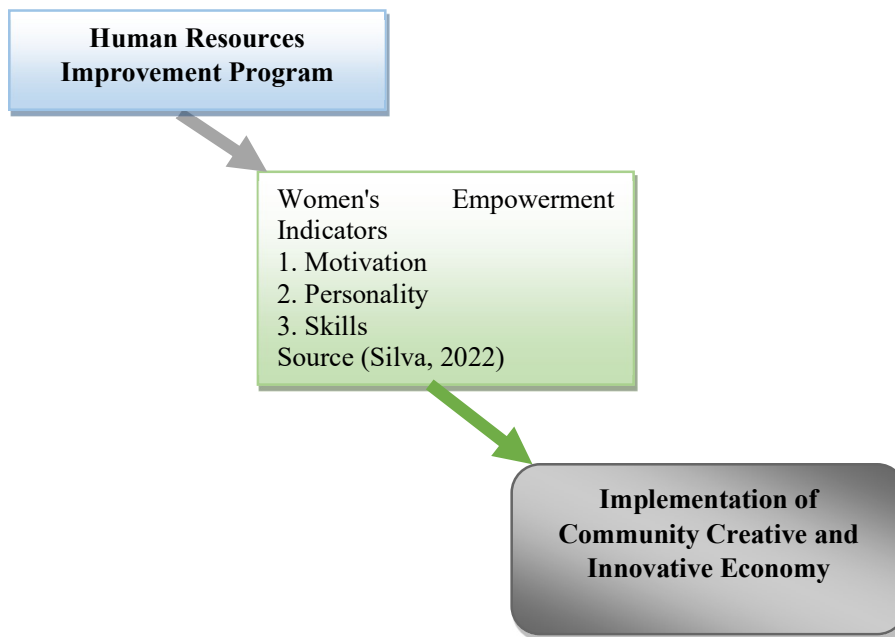 Human Resources
Improvement Program
Women's Empowerment
Indicators
1. Motivation
2. Personality
3. Skills
Source (Silva, 2022)
Implementation of
Community Creative and
Innovative Economy